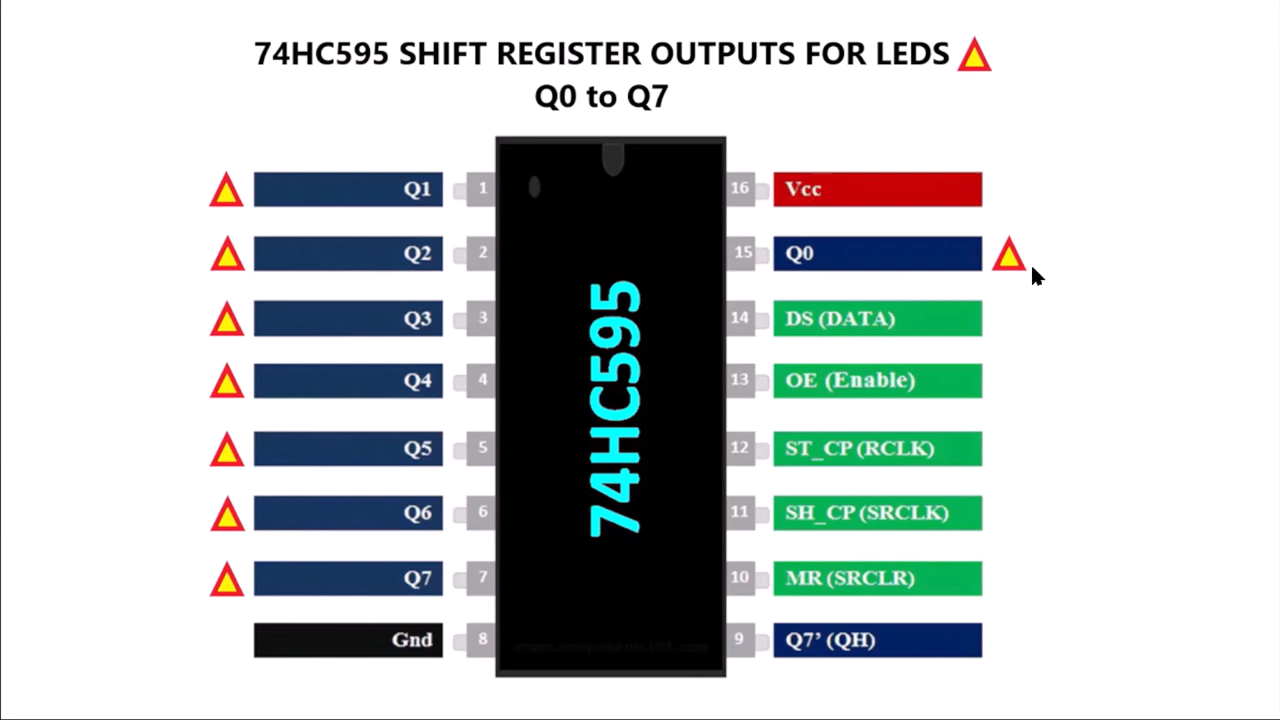 74HC595 SHIFT REGISTER OUTPUTS FOR LEDS
Q0 to Q7
Q1 1 16 Vcc
Q2 2 15 Q0
Q3 3 14 DS (DATA)
Q4 4 13 OE (Enable)
Q5 5 12 ST_CP (RCLK)
Q6 6 11 SH_CP (SRCLK)
Q7 7 10 MR (SRCLR)
Gnd 8 9 Q7’ (QH)
74HC595